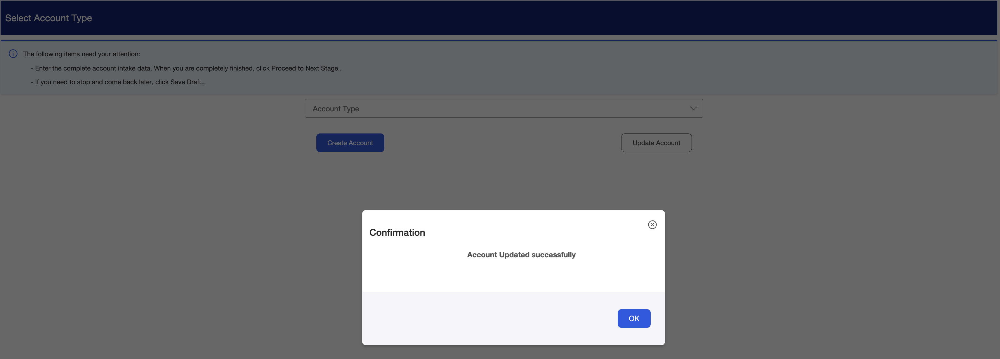 Select Account Type
The following items need your attention:
- Enter the complete account intake data. When you are completely finished, click Proceed to Next Stage..
- If you need to stop and come back later, click Save Draft..
Account Type
Create Account
Update Account
Confirmation
Account Updated successfully
OK